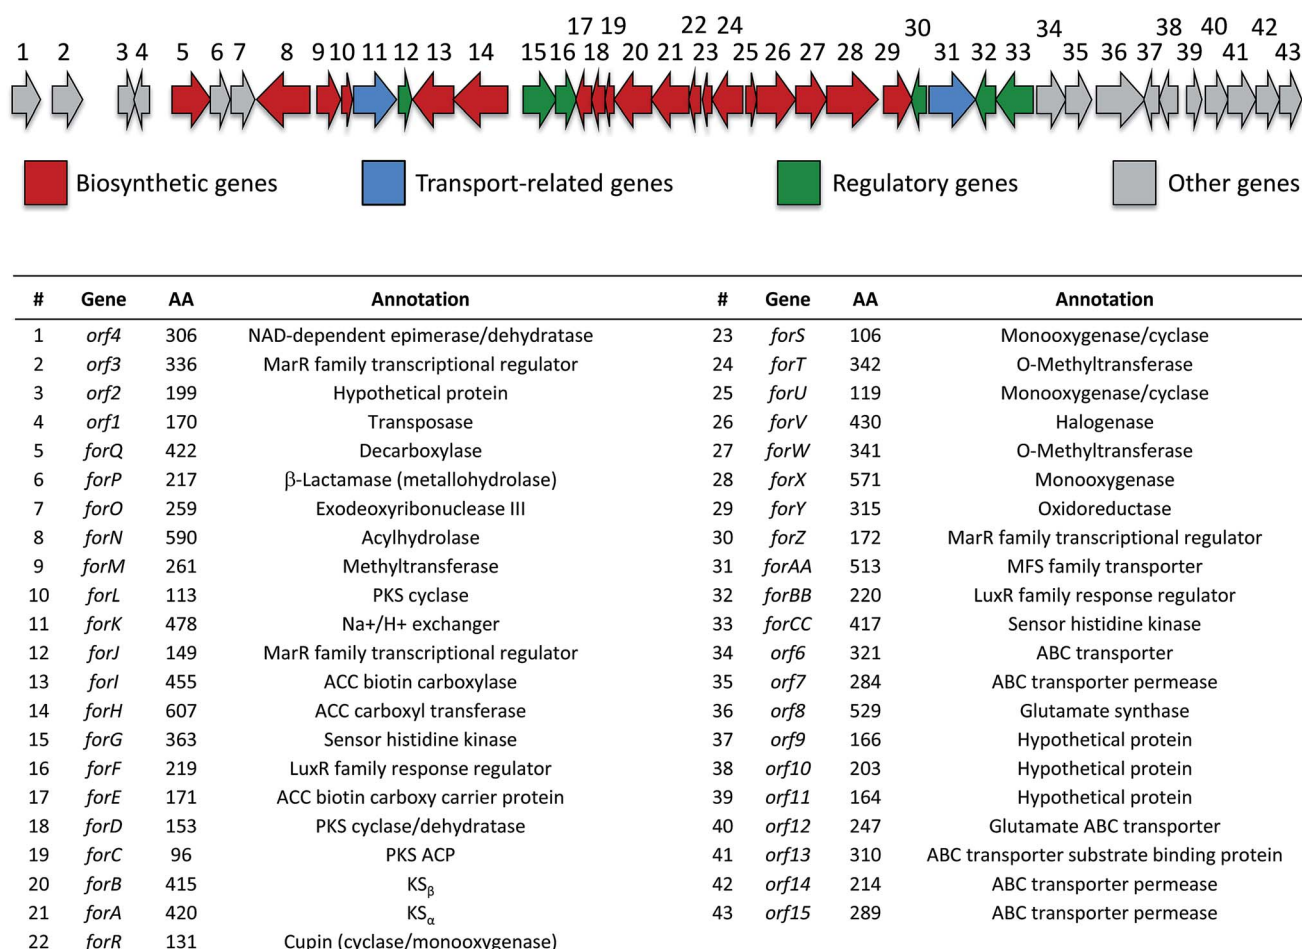 17 19 22 24 30 34 38 40 42
1 2 3 4 5 6 7 8 9 10 11 12 13 14 15 16 18 20 21 23 25 26 27 28 29 31 32 33 35 36 37 39 41 43
Biosynthetic genes Transport-related genes Regulatory genes Other genes
# Gene AA Annotation # Gene AA Annotation
1 orf4 306 NAD-dependent epimerase/dehydratase 23 forS 106 Monooxygenase/cyclase
2 orf3 336 MarR family transcriptional regulator 24 forT 342 O-Methyltransferase
3 orf2 199 Hypothetical protein 25 forU 119 Monooxygenase/cyclase
4 orf1 170 Transposase 26 forV 430 Halogenase
5 forQ 422 Decarboxylase 27 forW 341 O-Methyltransferase
6 forP 217 β-Lactamase (metallohydrolase) 28 forX 571 Monooxygenase
7 forO 259 Exodeoxyribonuclease III 29 forY 315 Oxidoreductase
8 forN 590 Acylhydrolase 30 forZ 172 MarR family transcriptional regulator
9 forM 261 Methyltransferase 31 forAA 513 MFS family transporter
10 forL 113 PKS cyclase 32 forBB 220 LuxR family response regulator
11 forK 478 Na+/H+ exchanger 33 forCC 417 Sensor histidine kinase
12 forJ 149 MarR family transcriptional regulator 34 orf6 321 ABC transporter
13 forI 455 ACC biotin carboxylase 35 orf7 284 ABC transporter permease
14 forH 607 ACC carboxyl transferase 36 orf8 529 Glutamate synthase
15 forG 363 Sensor histidine kinase 37 orf9 166 Hypothetical protein
16 forF 219 LuxR family response regulator 38 orf10 203 Hypothetical protein
17 forE 171 ACC biotin carboxy carrier protein 39 orf11 164 Hypothetical protein
18 forD 153 PKS cyclase/dehydratase 40 orf12 247 Glutamate ABC transporter
19 forC 96 PKS ACP 41 orf13 310 ABC transporter substrate binding protein
20 forB 415 KSβ 42 orf14 214 ABC transporter permease
21 forA 420 KSα 43 orf15 289 ABC transporter permease
22 forR 131 Cupin (cyclase/monooxygenase)